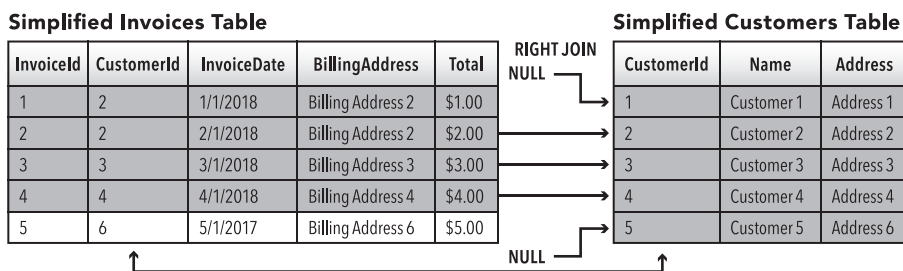 Simplified Invoices Table
InvoiceId CustomerId InvoiceDate BillingAddress Total
1 2 1/1/2018 Billing Address 2 $1.00
2 2 2/1/2018 Billing Address 2 $2.00
3 3 3/1/2018 Billing Address 3 $3.00
4 4 4/1/2018 Billing Address 4 $4.00
5 6 5/1/2017 Billing Address 6 $5.00
RIGHT JOIN
NULL
NULL
Simplified Customers Table
CustomerId Name Address
1 Customer 1 Address 1
2 Customer 2 Address 2
3 Customer 3 Address 3
4 Customer 4 Address 4
5 Customer 5 Address 6